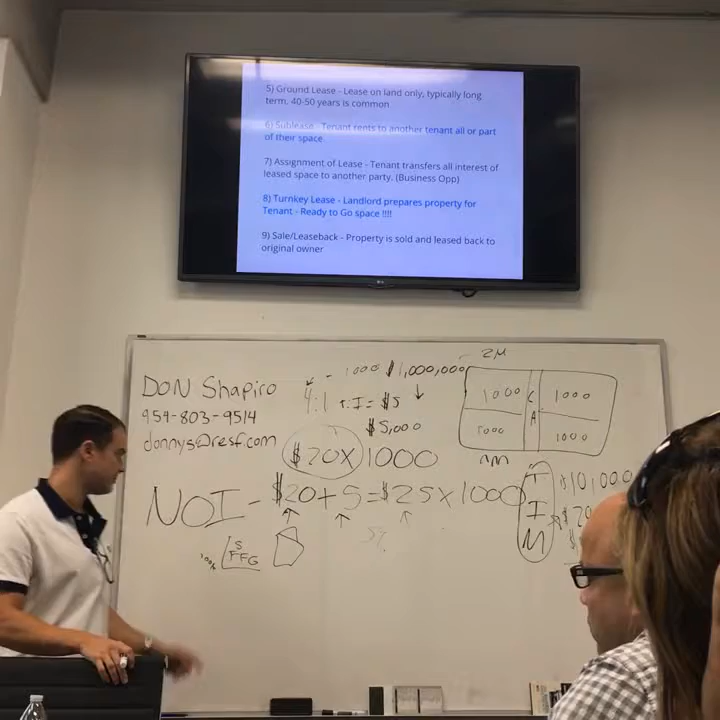 5) Ground Lease - Lease on land only, typically long
term. 40-50 years is common
6) Sublease - Tenant rents to another tenant all or part
of their space
7) Assignment of Lease - Tenant transfers all interest of
leased space to another party. (Business Opp)
8) Turnkey Lease - Landlord prepares property for
Tenant - Ready to Go space !!!!
9) Sale/Leaseback - Property is sold and leased back to
original owner
DON Shapiro
954-803-9514
donnys@resf.com
1000 $1,000,000
4:1 T.I = $5
$5,000
$20x 1000
NOI - $20 + 5 = $25 x 1000
S
FFG
2M
1000 C 1000
1000 A 1000
T $10,000
I $20
M $